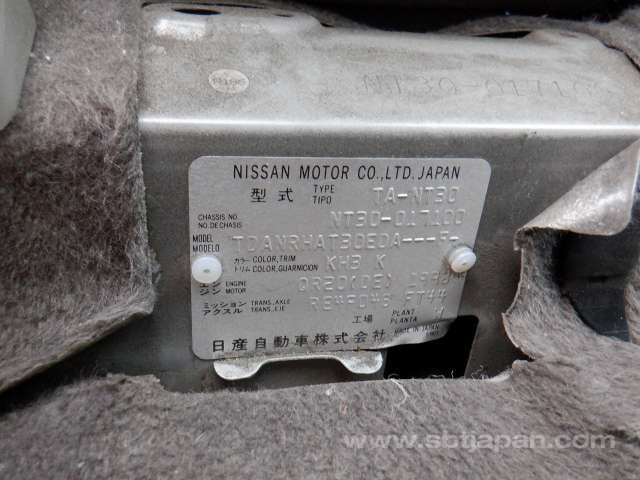 NT30-01710
NISSAN MOTOR CO.,LTD. JAPAN
型式 TYPE TIPO TA-NT30
CHASSIS NO. NO.DE CHASIS NT30-017100
MODEL MODELO TDANRHAT30EDA---F-
カラー COLOR,TRIM トリム COLOR,GUARNICION KH3 K
エンジン ENGINE MOTOR QR20(DE)
ミッション TRANS.,AXLE アクスル TRANS.,EJE RE4F04B FT44
工場 PLANT PLANTA
日産自動車株式会社 MADE IN JAPAN
www.sbtjapan.com